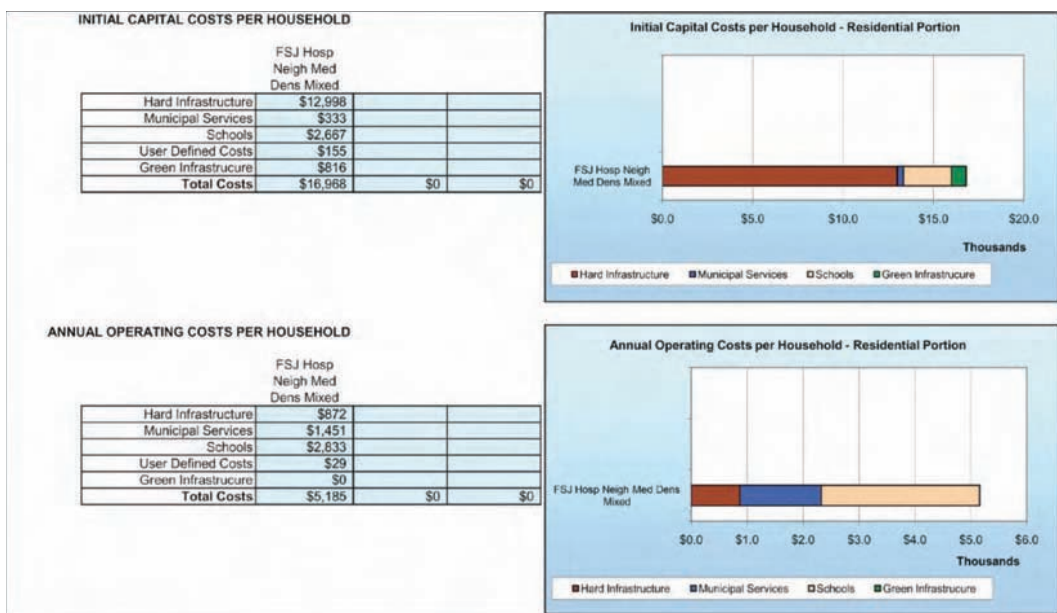 INITIAL CAPITAL COSTS PER HOUSEHOLD
FSJ Hosp
Neigh Med
Dens Mixed
Hard Infrastructure $12,998
Municipal Services $333
Schools $2,667
User Defined Costs $155
Green Infrastrucure $816
Total Costs $16,968 $0 $0
Initial Capital Costs per Household - Residential Portion
FSJ Hosp Neigh
Med Dens Mixed
$0.0 $5.0 $10.0 $15.0 $20.0
Thousands
Hard Infrastructure Municipal Services Schools Green Infrastrucure
ANNUAL OPERATING COSTS PER HOUSEHOLD
FSJ Hosp
Neigh Med
Dens Mixed
Hard Infrastructure $872
Municipal Services $1,451
Schools $2,833
User Defined Costs $29
Green Infrastrucure $0
Total Costs $5,185 $0 $0
Annual Operating Costs per Household - Residential Portion
FSJ Hosp Neigh Med Dens
Mixed
$0.0 $1.0 $2.0 $3.0 $4.0 $5.0 $6.0
Thousands
Hard Infrastructure Municipal Services Schools Green Infrastrucure